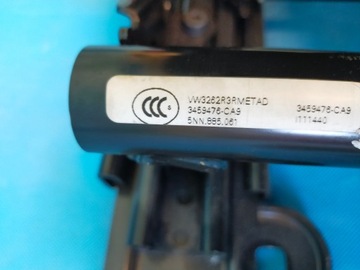 CCC S
VW3262R3RMETAD
3459476-CA9 3459476-CA9
5NN.885.061 I111440